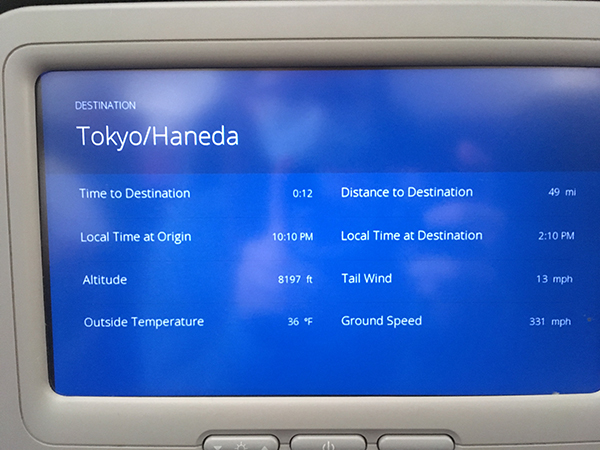 DESTINATION
Tokyo/Haneda
Time to Destination 0:12 Distance to Destination 49 mi
Local Time at Origin 10:10 PM Local Time at Destination 2:10 PM
Altitude 8197 ft Tail Wind 13 mph
Outside Temperature 36 °F Ground Speed 331 mph